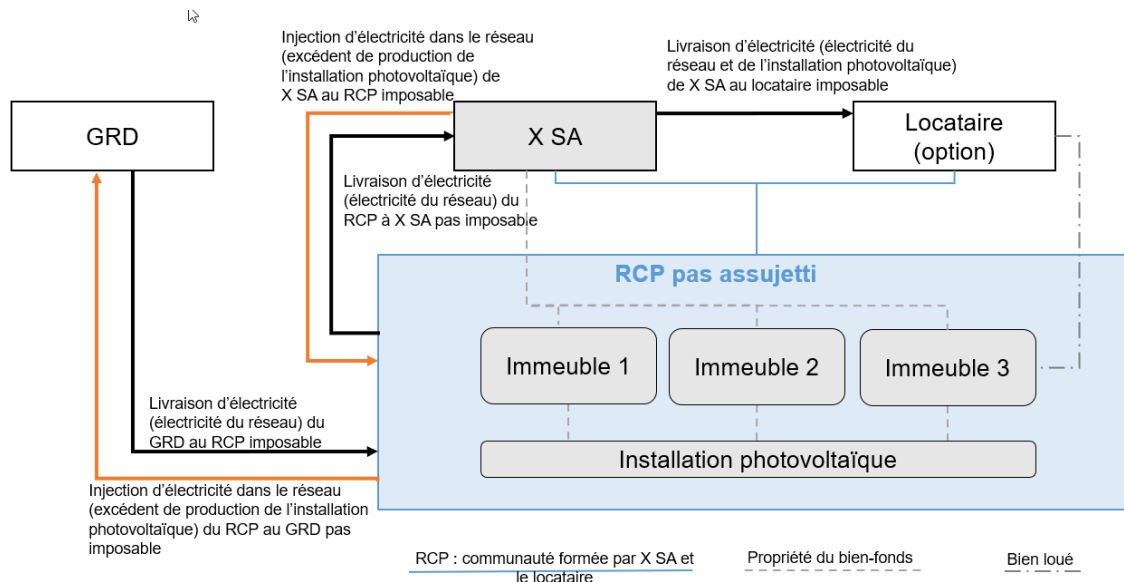 Injection d’électricité dans le réseau
(excédent de production de
l’installation photovoltaïque) de
X SA au RCP imposable
Livraison d’électricité (électricité du
réseau et de l’installation photovoltaïque)
de X SA au locataire imposable
GRD
X SA
Locataire
(option)
Livraison d’électricité
(électricité du réseau) du
RCP à X SA pas imposable
RCP pas assujetti
Immeuble 1
Immeuble 2
Immeuble 3
Livraison d’électricité
(électricité du réseau) du
GRD au RCP imposable
Installation photovoltaïque
Injection d’électricité dans le réseau
(excédent de production de l’installation
photovoltaïque) du RCP au GRD pas
imposable
RCP : communauté formée par X SA et
le locataire
Propriété du bien-fonds
Bien loué